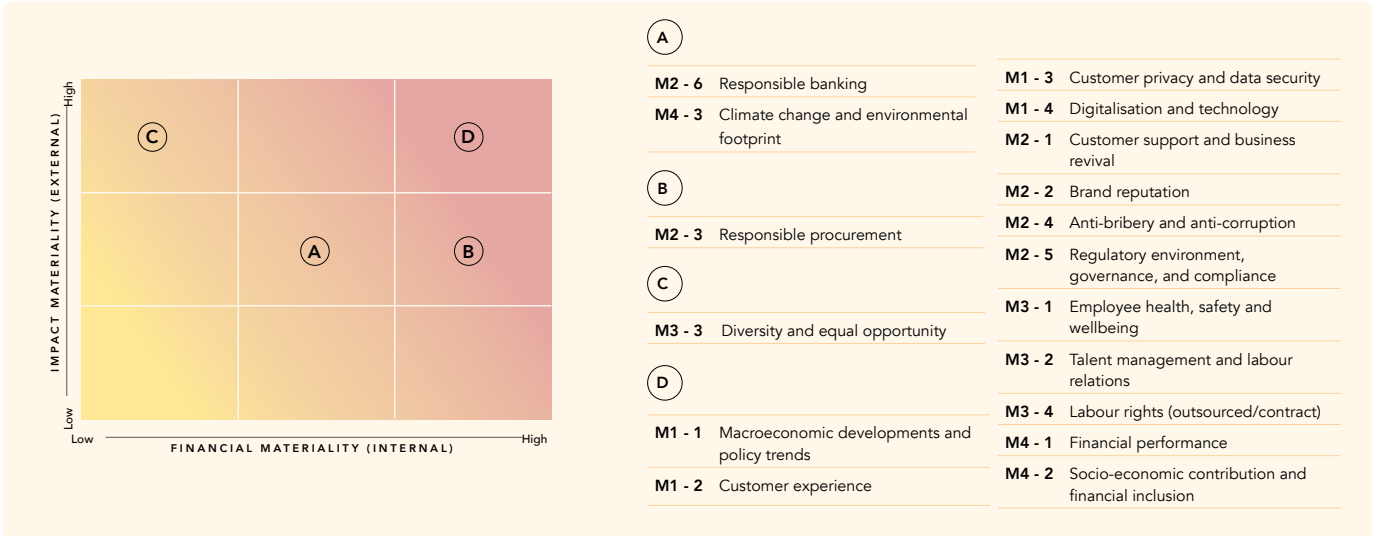 High
IMPACT MATERIALITY (EXTERNAL)
Low
C
D
A
B
Low
High
FINANCIAL MATERIALITY (INTERNAL)
A
M2 - 6 Responsible banking
M4 - 3 Climate change and environmental
footprint
B
M2 - 3 Responsible procurement
C
M3 - 3 Diversity and equal opportunity
D
M1 - 1 Macroeconomic developments and
policy trends
M1 - 2 Customer experience
M1 - 3 Customer privacy and data security
M1 - 4 Digitalisation and technology
M2 - 1 Customer support and business
revival
M2 - 2 Brand reputation
M2 - 4 Anti-bribery and anti-corruption
M2 - 5 Regulatory environment,
governance, and compliance
M3 - 1 Employee health, safety and
wellbeing
M3 - 2 Talent management and labour
relations
M3 - 4 Labour rights (outsourced/contract)
M4 - 1 Financial performance
M4 - 2 Socio-economic contribution and
financial inclusion